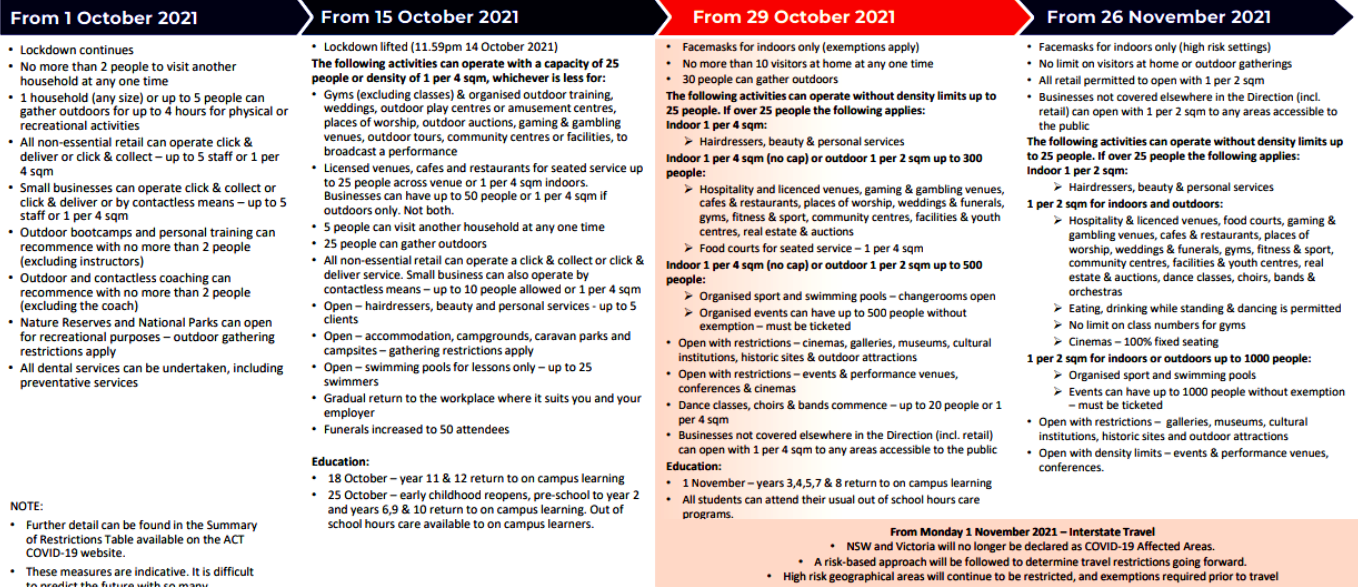 From 1 October 2021
• Lockdown continues
• No more than 2 people to visit another
household at any one time
• 1 household (any size) or up to 5 people can
gather outdoors for up to 4 hours for physical or
recreational activities
• All non-essential retail can operate click &
deliver or click & collect – up to 5 staff or 1 per
4 sqm
• Small businesses can operate click & collect or
click & deliver or by contactless means – up to 5
staff or 1 per 4 sqm
• Outdoor bootcamps and personal training can
recommence with no more than 2 people
(excluding instructors)
• Outdoor and contactless coaching can
recommence with no more than 2 people
(excluding the coach)
• Nature Reserves and National Parks can open
for recreational purposes – outdoor gathering
restrictions apply
• All dental services can be undertaken, including
preventative services
NOTE:
• Further detail can be found in the Summary
of Restrictions Table available on the ACT
COVID-19 website.
• These measures are indicative. It is difficult
to predict the future with so many
From 15 October 2021
• Lockdown lifted (11.59pm 14 October 2021)
The following activities can operate with a capacity of 25
people or density of 1 per 4 sqm, whichever is less for:
• Gyms (excluding classes) & organised outdoor training,
weddings, outdoor play centres or amusement centres,
places of worship, outdoor auctions, gaming & gambling
venues, outdoor tours, community centres or facilities, to
broadcast a performance
• Licensed venues, cafes and restaurants for seated service up
to 25 people across venue or 1 per 4 sqm indoors.
Businesses can have up to 50 people or 1 per 4 sqm if
outdoors only. Not both.
• 5 people can visit another household at any one time
• 25 people can gather outdoors
• All non-essential retail can operate a click & collect or click &
deliver service. Small business can also operate by
contactless means – up to 10 people allowed or 1 per 4 sqm
• Open – hairdressers, beauty and personal services - up to 5
clients
• Open – accommodation, campgrounds, caravan parks and
campsites – gathering restrictions apply
• Open – swimming pools for lessons only – up to 25
swimmers
• Gradual return to the workplace where it suits you and your
employer
• Funerals increased to 50 attendees
Education:
• 18 October – year 11 & 12 return to on campus learning
• 25 October – early childhood reopens, pre-school to year 2
and years 6,9 & 10 return to on campus learning. Out of
school hours care available to on campus learners.
From 29 October 2021
• Facemasks for indoors only (exemptions apply)
• No more than 10 visitors at home at any one time
• 30 people can gather outdoors
The following activities can operate without density limits up to
25 people. If over 25 people the following applies:
Indoor 1 per 4 sqm:
➢ Hairdressers, beauty & personal services
Indoor 1 per 4 sqm (no cap) or outdoor 1 per 2 sqm up to 300
people:
➢ Hospitality and licenced venues, gaming & gambling venues,
cafes & restaurants, places of worship, weddings & funerals,
gyms, fitness & sport, community centres, facilities & youth
centres, real estate & auctions
➢ Food courts for seated service – 1 per 4 sqm
Indoor 1 per 4 sqm (no cap) or outdoor 1 per 2 sqm up to 500
people:
➢ Organised sport and swimming pools – changerooms open
➢ Organised events can have up to 500 people without
exemption – must be ticketed
• Open with restrictions – cinemas, galleries, museums, cultural
institutions, historic sites & outdoor attractions
• Open with restrictions – events & performance venues,
conferences & cinemas
• Dance classes, choirs & bands commence – up to 20 people or 1
per 4 sqm
• Businesses not covered elsewhere in the Direction (incl. retail)
can open with 1 per 4 sqm to any areas accessible to the public
Education:
• 1 November – years 3,4,5,7 & 8 return to on campus learning
• All students can attend their usual out of school hours care
programs.
From 26 November 2021
• Facemasks for indoors only (high risk settings)
• No limit on visitors at home or outdoor gatherings
• All retail permitted to open with 1 per 2 sqm
• Businesses not covered elsewhere in the Direction (incl.
retail) can open with 1 per 2 sqm to any areas accessible to
the public
The following activities can operate without density limits up
to 25 people. If over 25 people the following applies:
Indoor 1 per 2 sqm:
➢ Hairdressers, beauty & personal services
1 per 2 sqm for indoors and outdoors:
➢ Hospitality & licenced venues, food courts, gaming &
gambling venues, cafes & restaurants, places of
worship, weddings & funerals, gyms, fitness & sport,
community centres, facilities & youth centres, real
estate & auctions, dance classes, choirs, bands &
orchestras
➢ Eating, drinking while standing & dancing is permitted
➢ No limit on class numbers for gyms
➢ Cinemas – 100% fixed seating
1 per 2 sqm for indoors or outdoors up to 1000 people:
➢ Organised sport and swimming pools
➢ Events can have up to 1000 people without exemption
– must be ticketed
• Open with restrictions – galleries, museums, cultural
institutions, historic sites and outdoor attractions
• Open with density limits – events & performance venues,
conferences.
From Monday 1 November 2021 – Interstate Travel
• NSW and Victoria will no longer be declared as COVID-19 Affected Areas.
• A risk-based approach will be followed to determine travel restrictions going forward.
• High risk geographical areas will continue to be restricted, and exemptions required prior to travel